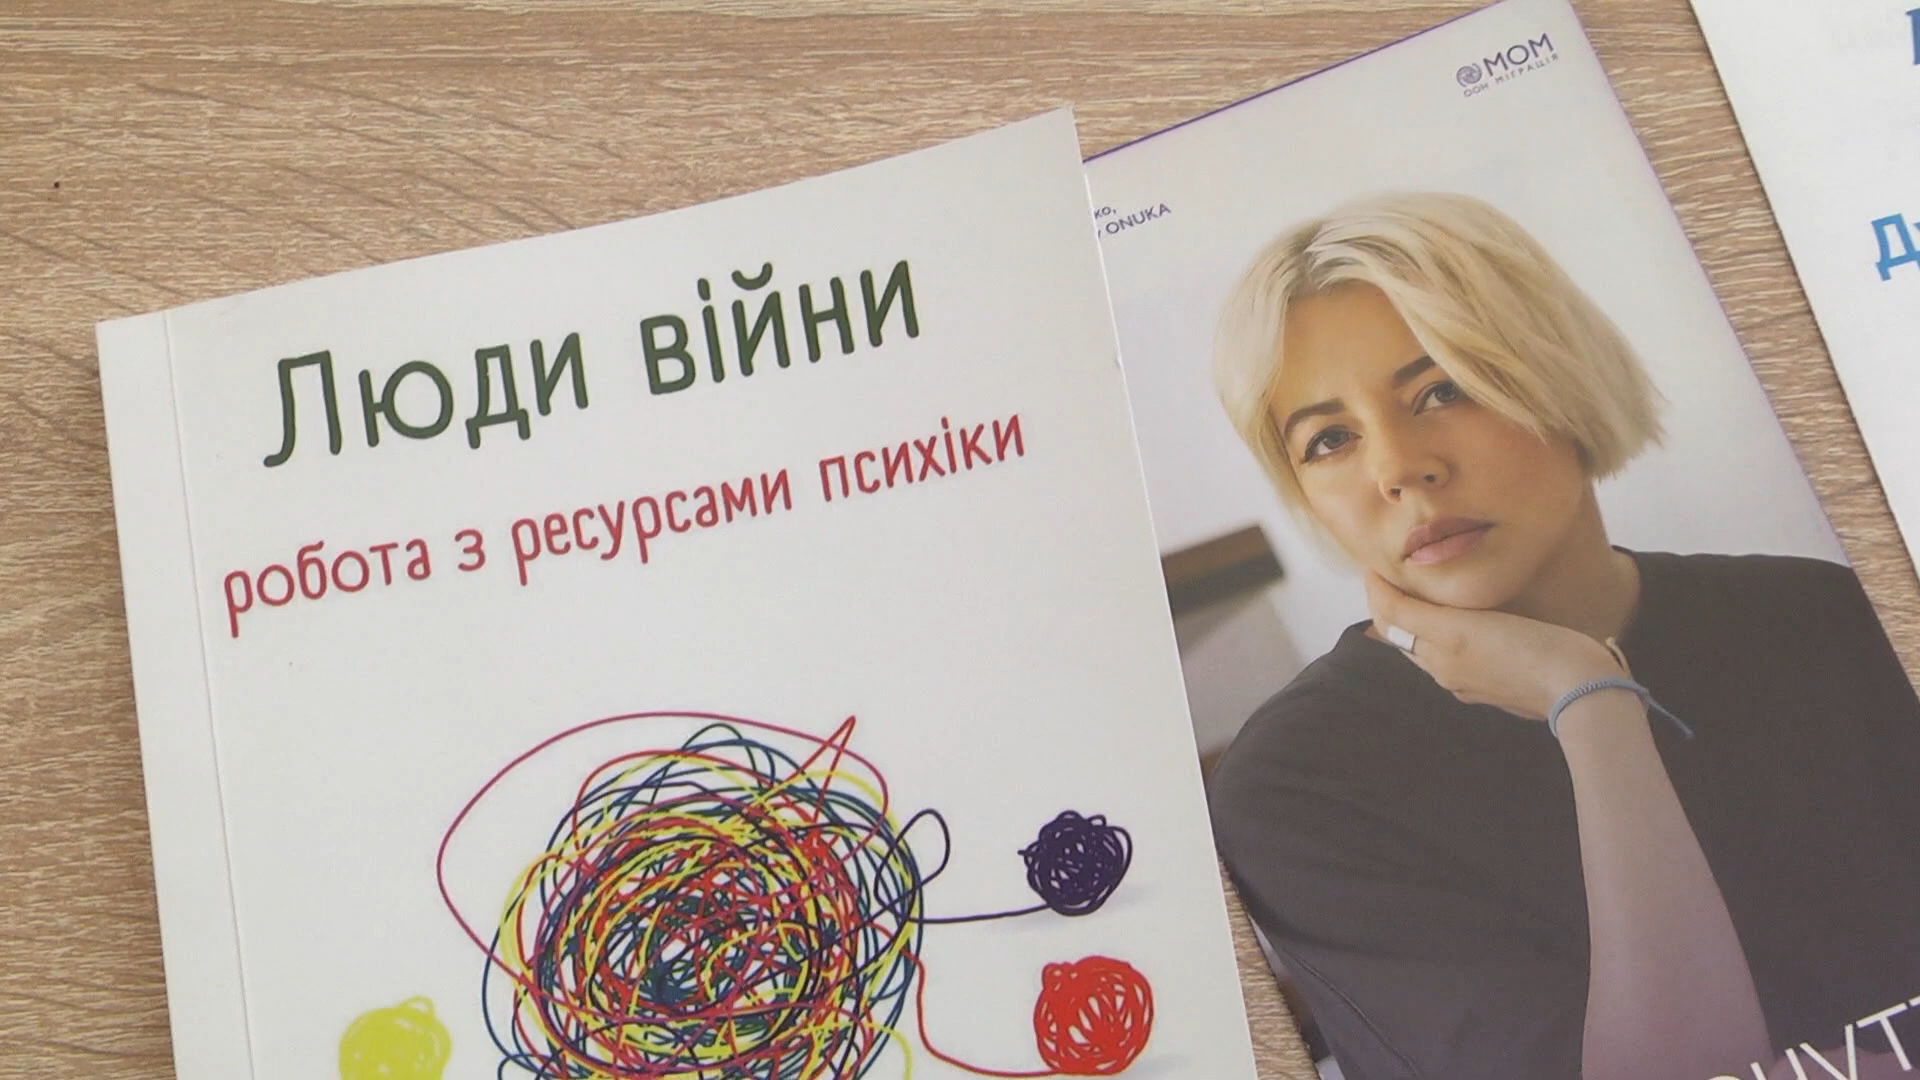 Люди війни
робота з ресурсами психіки
МОМ
ООН МІГРАЦІЯ
ONUKA